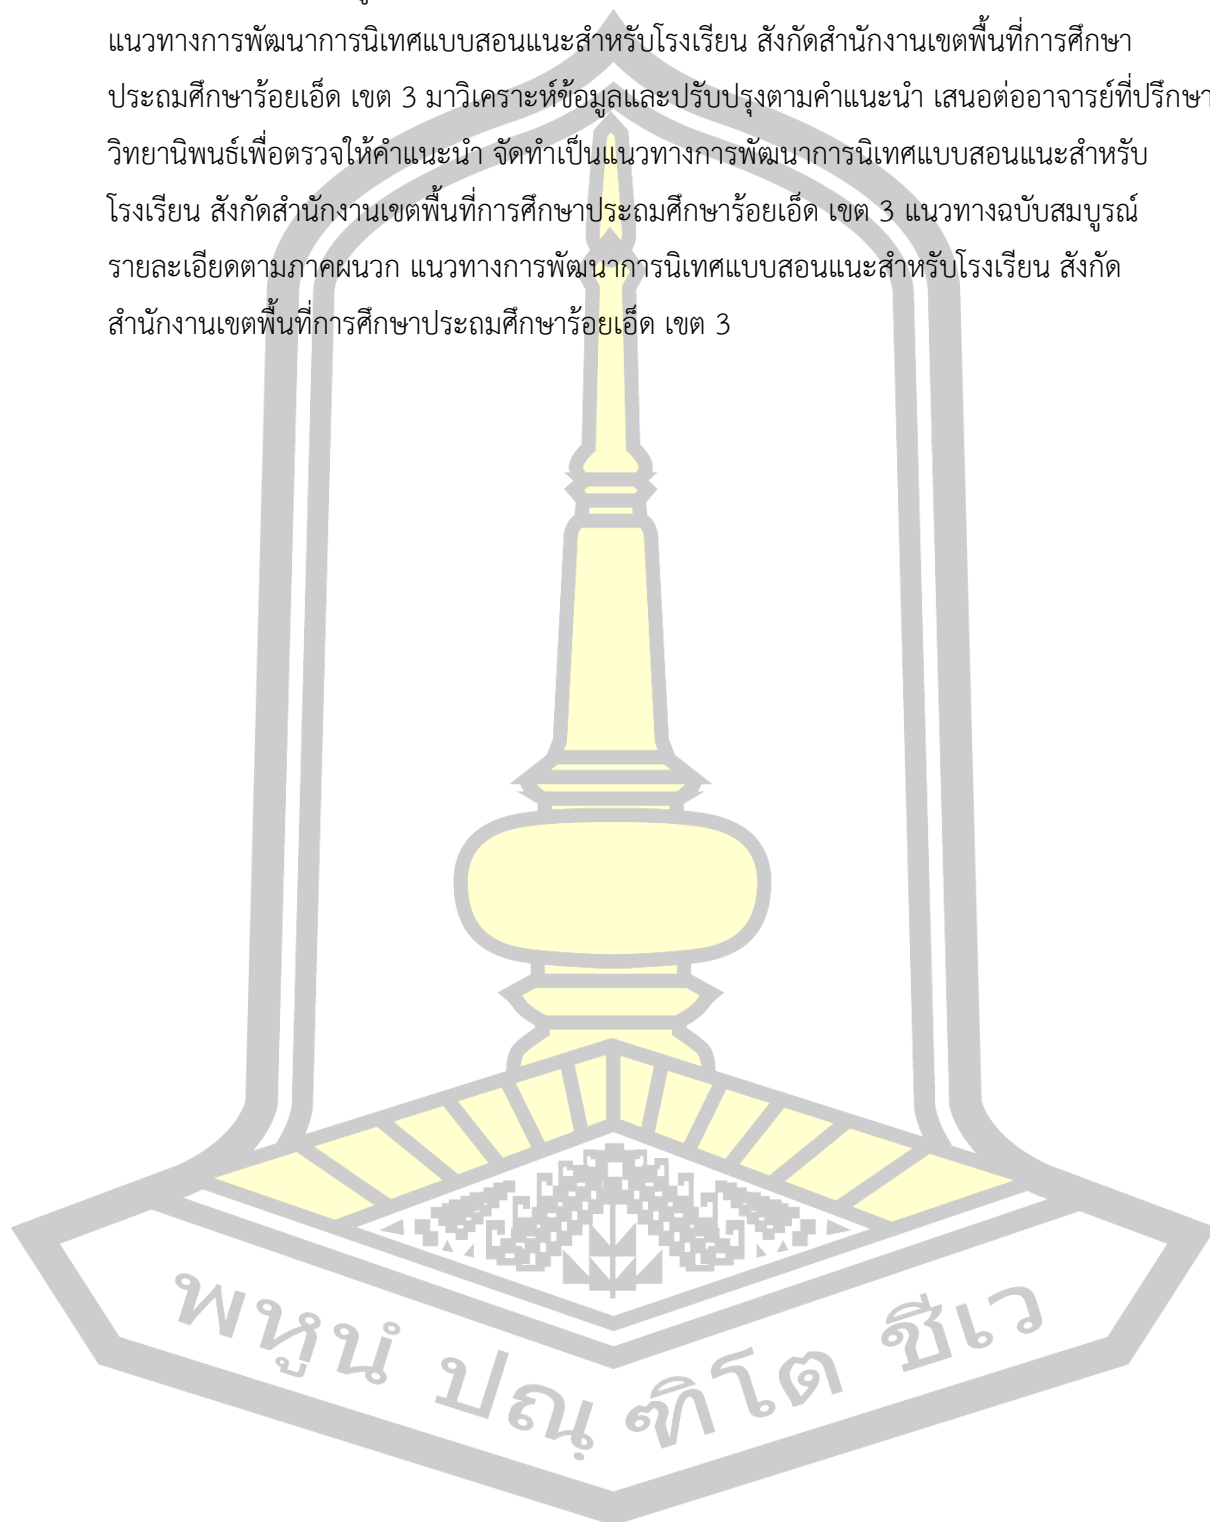 แนวทางการพัฒนาการนิเทศแบบสอนแนะสำหรับโรงเรียน สังกัดสำนักงานเขตพื้นที่การศึกษา
ประถมศึกษาร้อยเอ็ด เขต 3 มาวิเคราะห์ข้อมูลและปรับปรุงตามคำแนะนำ เสนอต่ออาจารย์ที่ปรึกษา
วิทยานิพนธ์เพื่อตรวจให้คำแนะนำ จัดทำเป็นแนวทางการพัฒนาการนิเทศแบบสอนแนะสำหรับ
โรงเรียน สังกัดสำนักงานเขตพื้นที่การศึกษาประถมศึกษาร้อยเอ็ด เขต 3 แนวทางฉบับสมบูรณ์
รายละเอียดตามภาคผนวก แนวทางการพัฒนาการนิเทศแบบสอนแนะสำหรับโรงเรียน สังกัด
สำนักงานเขตพื้นที่การศึกษาประถมศึกษาร้อยเอ็ด เขต 3
พหูนํ ปณฺฑิโต ชีเว